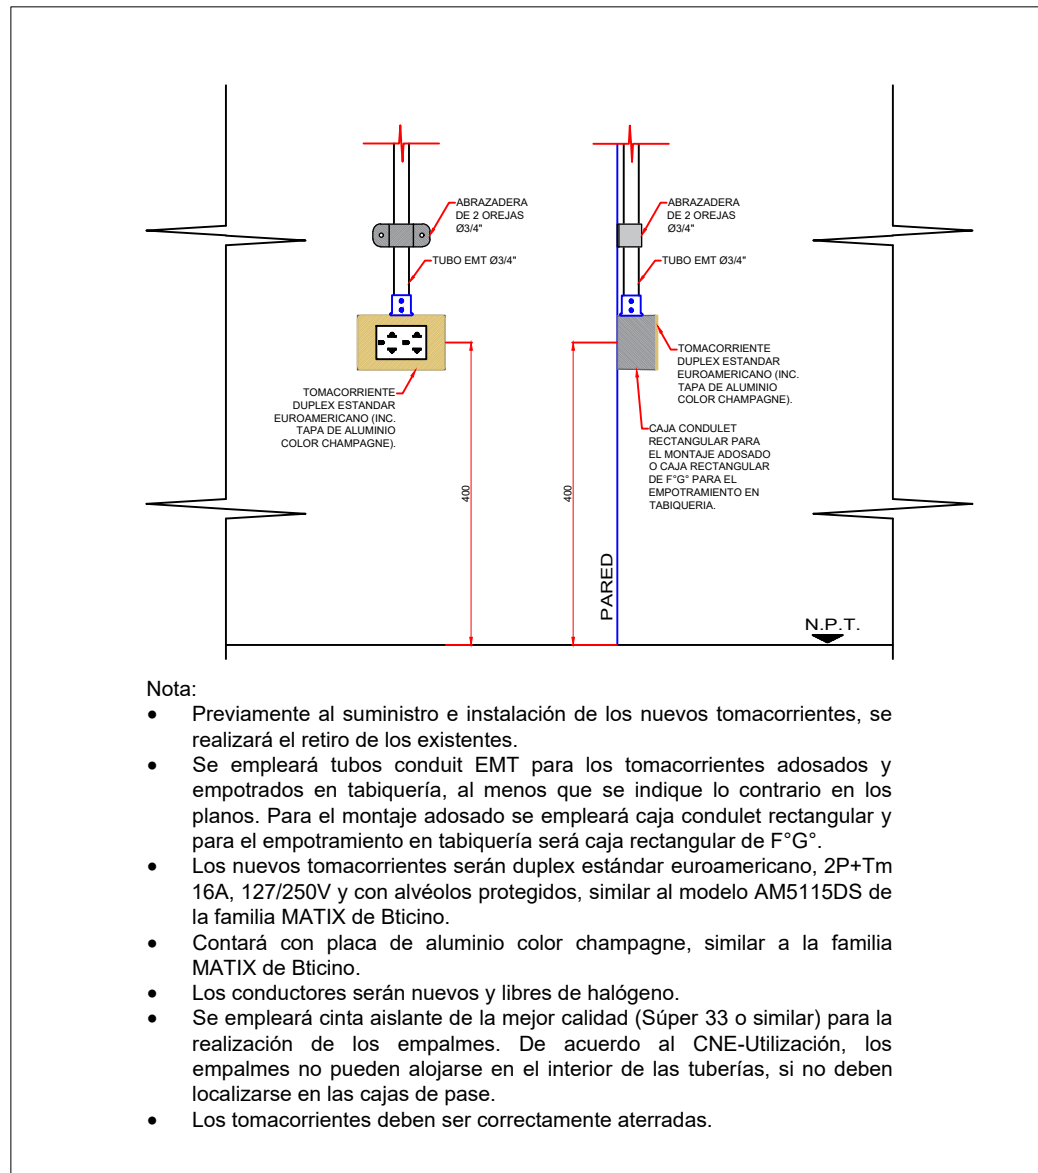 ABRAZADERA
DE 2 OREJAS
Ø3/4"
TUBO EMT Ø3/4"
TOMACORRIENTE
DUPLEX ESTANDAR
EUROAMERICANO (INC.
TAPA DE ALUMINIO
COLOR CHAMPAGNE).
400
ABRAZADERA
DE 2 OREJAS
Ø3/4"
TUBO EMT Ø3/4"
TOMACORRIENTE
DUPLEX ESTANDAR
EUROAMERICANO (INC.
TAPA DE ALUMINIO
COLOR CHAMPAGNE).
CAJA CONDULET
RECTANGULAR PARA
EL MONTAJE ADOSADO
O CAJA RECTANGULAR
DE F°G° PARA EL
EMPOTRAMIENTO EN
TABIQUERIA.
400
PARED
N.P.T.
Nota:
• Previamente al suministro e instalación de los nuevos tomacorrientes, se
realizará el retiro de los existentes.
• Se empleará tubos conduit EMT para los tomacorrientes adosados y
empotrados en tabiquería, al menos que se indique lo contrario en los
planos. Para el montaje adosado se empleará caja condulet rectangular y
para el empotramiento en tabiquería será caja rectangular de F°G°.
• Los nuevos tomacorrientes serán duplex estándar euroamericano, 2P+Tm
16A, 127/250V y con alvéolos protegidos, similar al modelo AM5115DS de
la familia MATIX de Bticino.
• Contará con placa de aluminio color champagne, similar a la familia
MATIX de Bticino.
• Los conductores serán nuevos y libres de halógeno.
• Se empleará cinta aislante de la mejor calidad (Súper 33 o similar) para la
realización de los empalmes. De acuerdo al CNE-Utilización, los
empalmes no pueden alojarse en el interior de las tuberías, si no deben
localizarse en las cajas de pase.
• Los tomacorrientes deben ser correctamente aterradas.